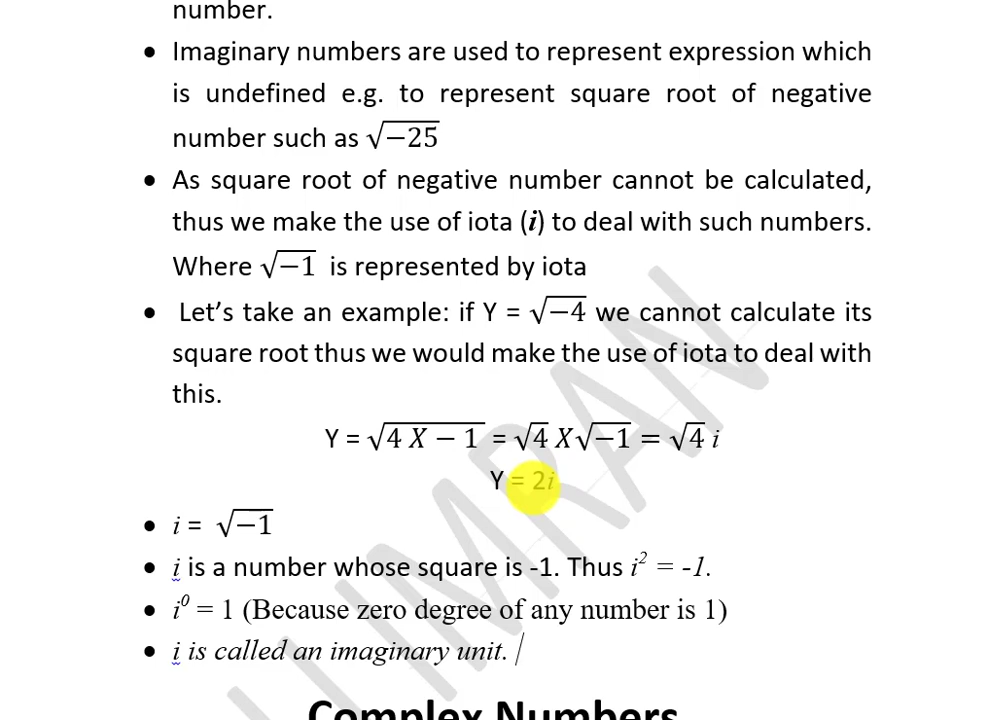 number.
• Imaginary numbers are used to represent expression which
is undefined e.g. to represent square root of negative
number such as √−25
• As square root of negative number cannot be calculated,
thus we make the use of iota (i) to deal with such numbers.
Where √−1 is represented by iota
• Let’s take an example: if Y = √−4 we cannot calculate its
square root thus we would make the use of iota to deal with
this.
Y = √4 X − 1 = √4 X√−1 = √4 i
Y = 2i
• i = √−1
• i is a number whose square is -1. Thus i² = -1.
• i⁰ = 1 (Because zero degree of any number is 1)
• i is called an imaginary unit.
Complex Numbers
IMRAN